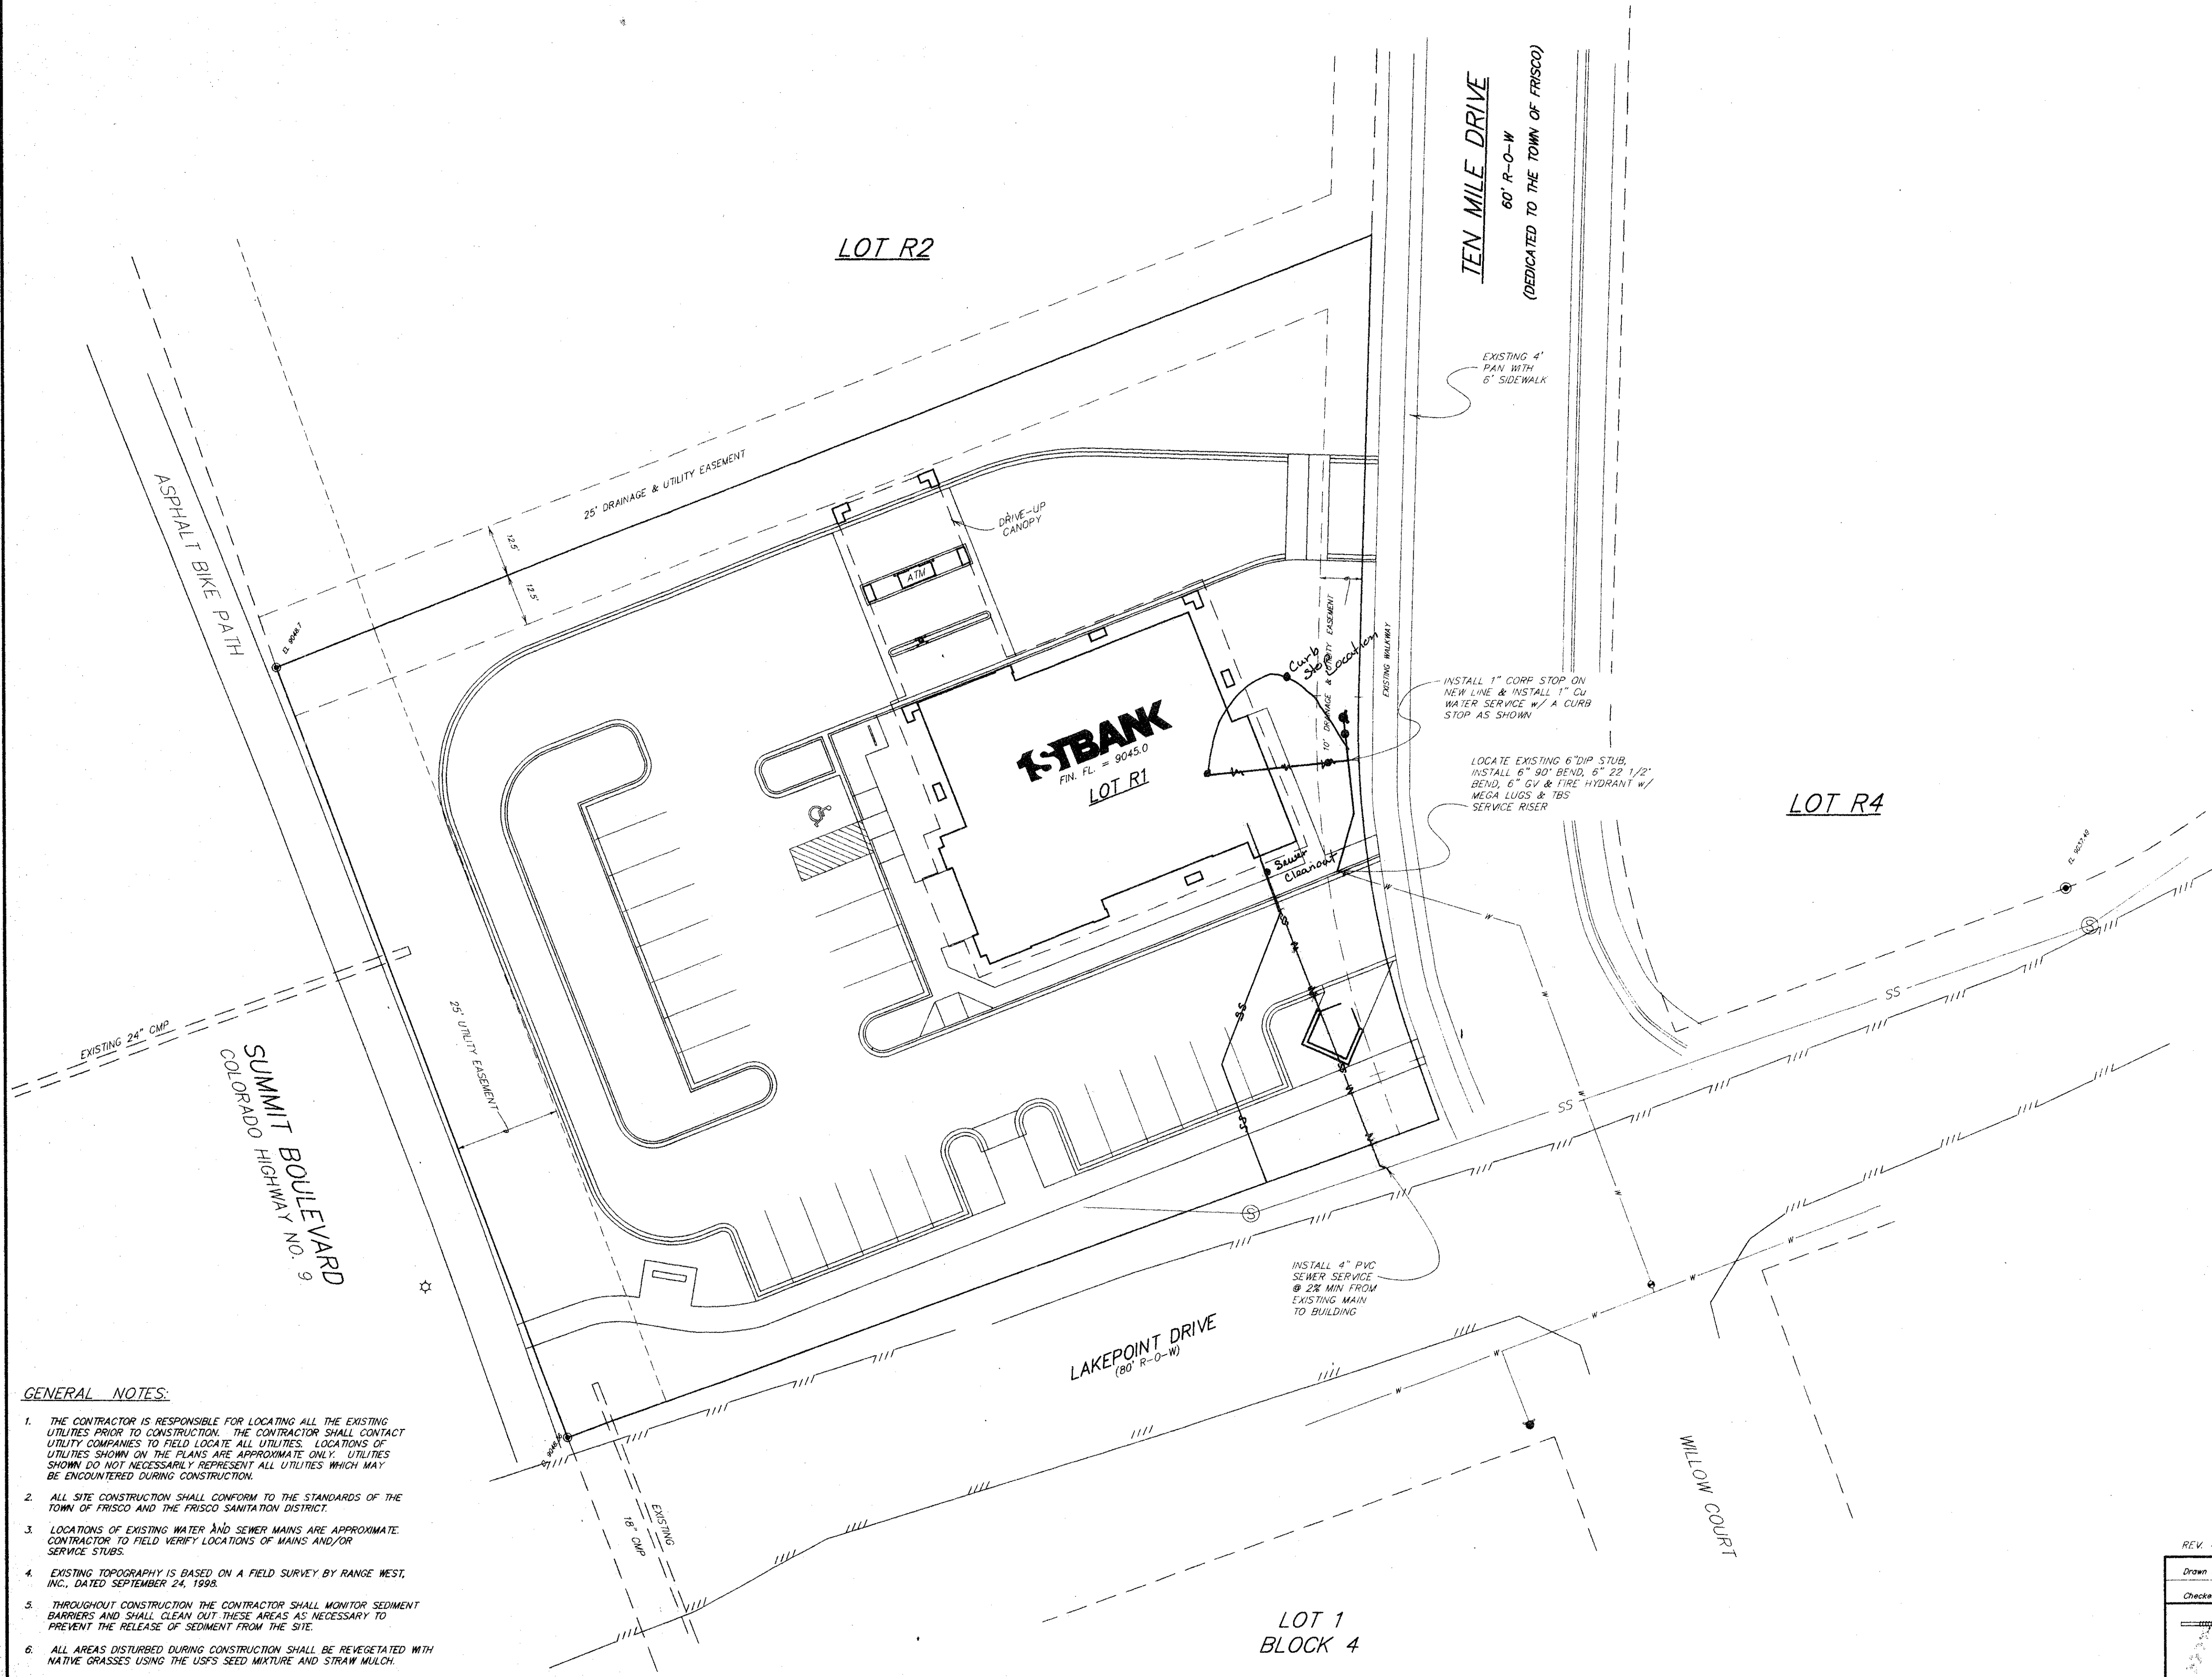 LOT R2
TEN MILE DRIVE
60' R-O-W
(DEDICATED TO THE TOWN OF FRISCO)
EXISTING 4'
PAN WITH
6' SIDEWALK
ASPHALT BIKE PATH
25' DRAINAGE & UTILITY EASEMENT
12.5'
12.5'
DRIVE-UP
CANOPY
ATM
EL 9048.7
10' DRAINAGE & UTILITY EASEMENT
EXISTING WALKWAY
Curb
Stop
Location
1STBANK
FIN. FL. = 9045.0
LOT R1
INSTALL 1" CORP STOP ON
NEW LINE & INSTALL 1" Cu
WATER SERVICE w/ A CURB
STOP AS SHOWN
LOCATE EXISTING 6"DIP STUB,
INSTALL 6" 90° BEND, 6" 22 1/2°
BEND, 6" GV & FIRE HYDRANT w/
MEGA LUGS & TBS
SERVICE RISER
LOT R4
Sewer
Cleanout
W
W
W
W
W
SS
SS
SS
SS
S
S
EXISTING 24" CMP
25' UTILITY EASEMENT
SUMMIT BOULEVARD
COLORADO HIGHWAY NO. 9
INSTALL 4" PVC
SEWER SERVICE
@ 2% MIN FROM
EXISTING MAIN
TO BUILDING
LAKEPOINT DRIVE
(80' R-O-W)
W
W
W
W
W
WILLOW COURT
EXISTING
18" CMP
LOT 1
BLOCK 4
GENERAL NOTES:
1. THE CONTRACTOR IS RESPONSIBLE FOR LOCATING ALL THE EXISTING
UTILITIES PRIOR TO CONSTRUCTION. THE CONTRACTOR SHALL CONTACT
UTILITY COMPANIES TO FIELD LOCATE ALL UTILITIES. LOCATIONS OF
UTILITIES SHOWN ON THE PLANS ARE APPROXIMATE ONLY. UTILITIES
SHOWN DO NOT NECESSARILY REPRESENT ALL UTILITIES WHICH MAY
BE ENCOUNTERED DURING CONSTRUCTION.
2. ALL SITE CONSTRUCTION SHALL CONFORM TO THE STANDARDS OF THE
TOWN OF FRISCO AND THE FRISCO SANITATION DISTRICT.
3. LOCATIONS OF EXISTING WATER AND SEWER MAINS ARE APPROXIMATE.
CONTRACTOR TO FIELD VERIFY LOCATIONS OF MAINS AND/OR
SERVICE STUBS.
4. EXISTING TOPOGRAPHY IS BASED ON A FIELD SURVEY BY RANGE WEST,
INC., DATED SEPTEMBER 24, 1998.
5. THROUGHOUT CONSTRUCTION THE CONTRACTOR SHALL MONITOR SEDIMENT
BARRIERS AND SHALL CLEAN OUT THESE AREAS AS NECESSARY TO
PREVENT THE RELEASE OF SEDIMENT FROM THE SITE.
6. ALL AREAS DISTURBED DURING CONSTRUCTION SHALL BE REVEGETATED WITH
NATIVE GRASSES USING THE USFS SEED MIXTURE AND STRAW MULCH.
REV.
Drawn